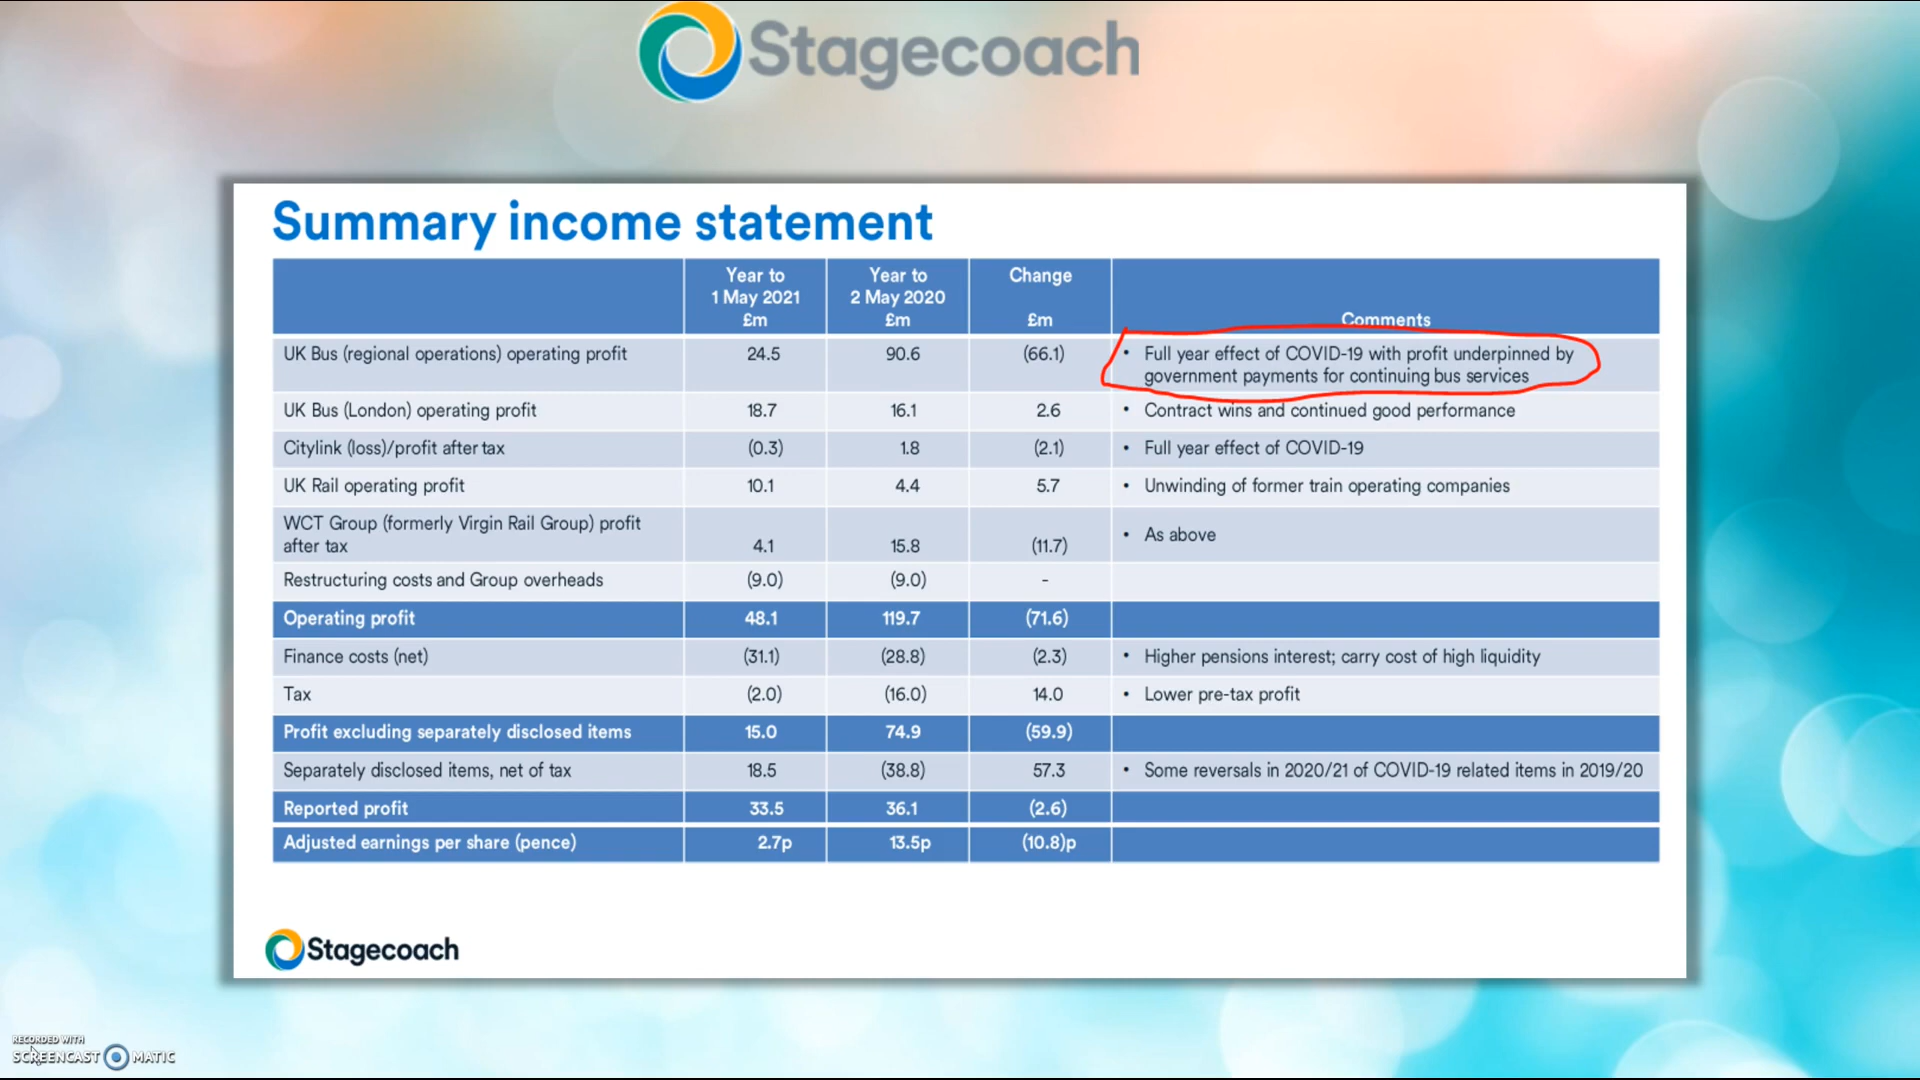 Stagecoach
Summary income statement
Year to
1 May 2021
£m
Year to
2 May 2020
£m
Change
£m
Comments
UK Bus (regional operations) operating profit 24.5 90.6 (66.1) • Full year effect of COVID-19 with profit underpinned by
government payments for continuing bus services
UK Bus (London) operating profit 18.7 16.1 2.6 • Contract wins and continued good performance
Citylink (loss)/profit after tax (0.3) 1.8 (2.1) • Full year effect of COVID-19
UK Rail operating profit 10.1 4.4 5.7 • Unwinding of former train operating companies
WCT Group (formerly Virgin Rail Group) profit
after tax 4.1 15.8 (11.7) • As above
Restructuring costs and Group overheads (9.0) (9.0) -
Operating profit 48.1 119.7 (71.6)
Finance costs (net) (31.1) (28.8) (2.3) • Higher pensions interest; carry cost of high liquidity
Tax (2.0) (16.0) 14.0 • Lower pre-tax profit
Profit excluding separately disclosed items 15.0 74.9 (59.9)
Separately disclosed items, net of tax 18.5 (38.8) 57.3 • Some reversals in 2020/21 of COVID-19 related items in 2019/20
Reported profit 33.5 36.1 (2.6)
Adjusted earnings per share (pence) 2.7p 13.5p (10.8)p
Stagecoach
RECORDED WITH
SCREENCAST MATIC